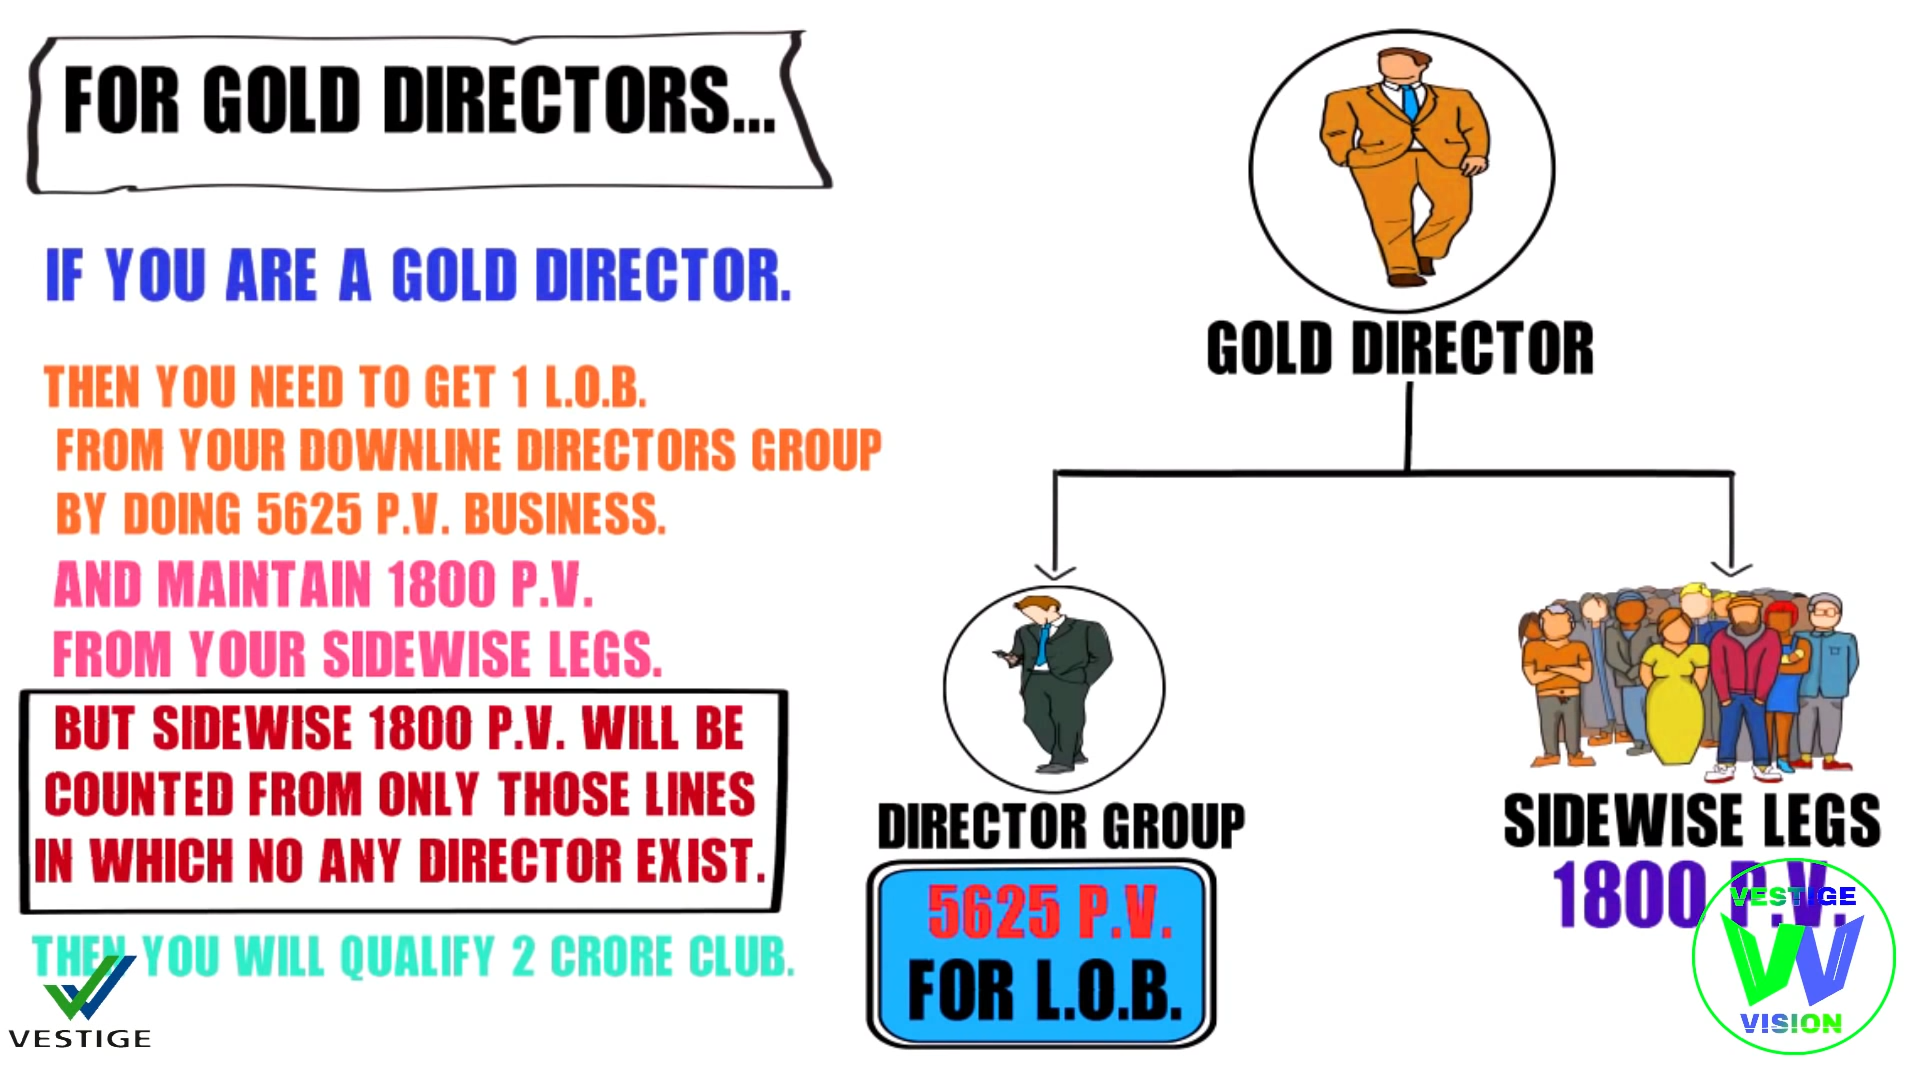 FOR GOLD DIRECTORS...
IF YOU ARE A GOLD DIRECTOR.
THEN YOU NEED TO GET 1 L.O.B.
FROM YOUR DOWNLINE DIRECTORS GROUP
BY DOING 5625 P.V. BUSINESS.
AND MAINTAIN 1800 P.V.
FROM YOUR SIDEWISE LEGS.
BUT SIDEWISE 1800 P.V. WILL BE
COUNTED FROM ONLY THOSE LINES
IN WHICH NO ANY DIRECTOR EXIST.
THEN YOU WILL QUALIFY 2 CRORE CLUB.
VESTIGE
GOLD DIRECTOR
DIRECTOR GROUP
5625 P.V.
FOR L.O.B.
SIDEWISE LEGS
1800 P.V.
VESTIGE
VISION